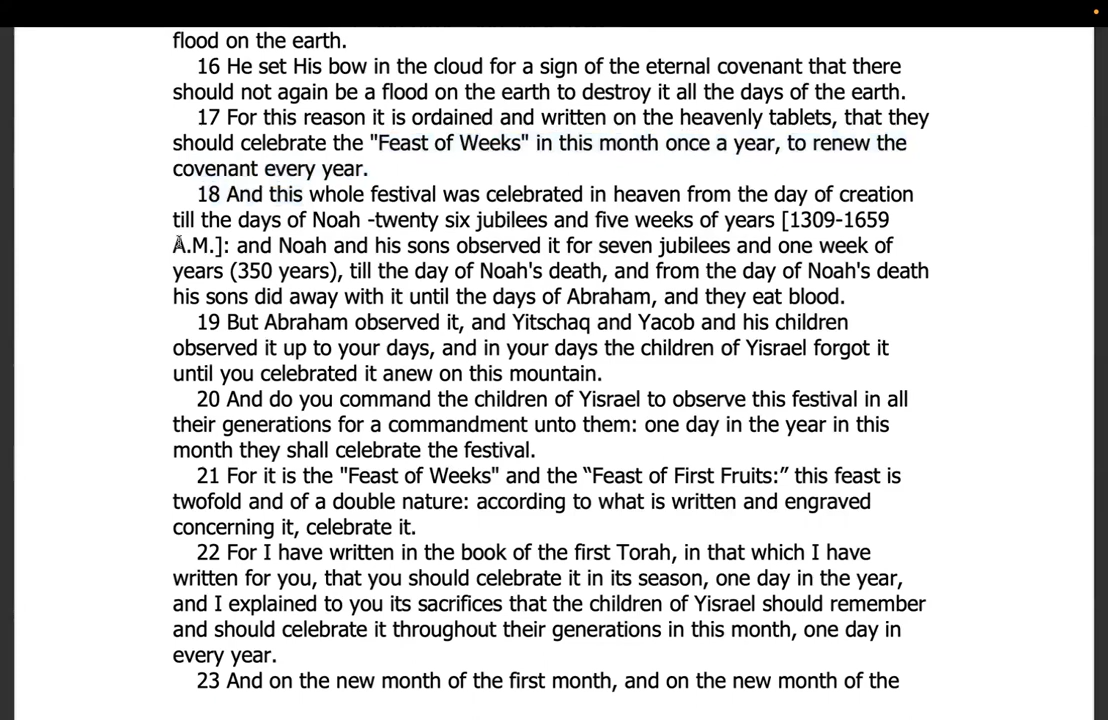 flood on the earth.
16 He set His bow in the cloud for a sign of the eternal covenant that there
should not again be a flood on the earth to destroy it all the days of the earth.
17 For this reason it is ordained and written on the heavenly tablets, that they
should celebrate the "Feast of Weeks" in this month once a year, to renew the
covenant every year.
18 And this whole festival was celebrated in heaven from the day of creation
till the days of Noah -twenty six jubilees and five weeks of years [1309-1659
A.M.]: and Noah and his sons observed it for seven jubilees and one week of
years (350 years), till the day of Noah's death, and from the day of Noah's death
his sons did away with it until the days of Abraham, and they eat blood.
19 But Abraham observed it, and Yitschaq and Yacob and his children
observed it up to your days, and in your days the children of Yisrael forgot it
until you celebrated it anew on this mountain.
20 And do you command the children of Yisrael to observe this festival in all
their generations for a commandment unto them: one day in the year in this
month they shall celebrate the festival.
21 For it is the "Feast of Weeks" and the “Feast of First Fruits:” this feast is
twofold and of a double nature: according to what is written and engraved
concerning it, celebrate it.
22 For I have written in the book of the first Torah, in that which I have
written for you, that you should celebrate it in its season, one day in the year,
and I explained to you its sacrifices that the children of Yisrael should remember
and should celebrate it throughout their generations in this month, one day in
every year.
23 And on the new month of the first month, and on the new month of the